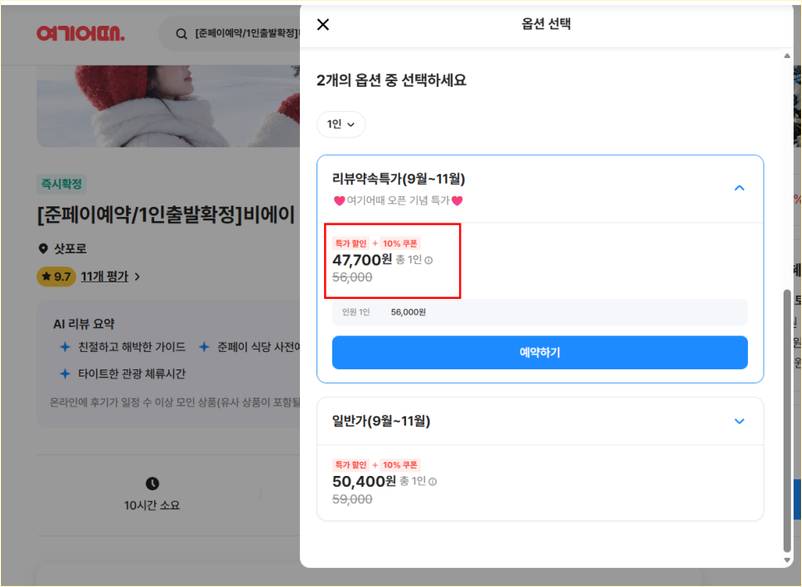 여기어때.
[준페이예약/1인출발확정]
옵션 선택
2개의 옵션 중 선택하세요
1인
즉시확정
[준페이예약/1인출발확정]비에이
삿포로
9.7 11개 평가
AI 리뷰 요약
친절하고 해박한 가이드 준페이 식당 사전예
타이트한 관광 체류시간
온라인에 후기가 일정 수 이상 모인 상품(유사 상품이 포함될
10시간 소요
리뷰약속특가(9월~11월)
여기어때 오픈 기념 특가
특가 할인 + 10% 쿠폰
47,700원 총 1인
56,000
인원 1인 56,000원
예약하기
일반가(9월~11월)
특가 할인 + 10% 쿠폰
50,400원 총 1인
59,000